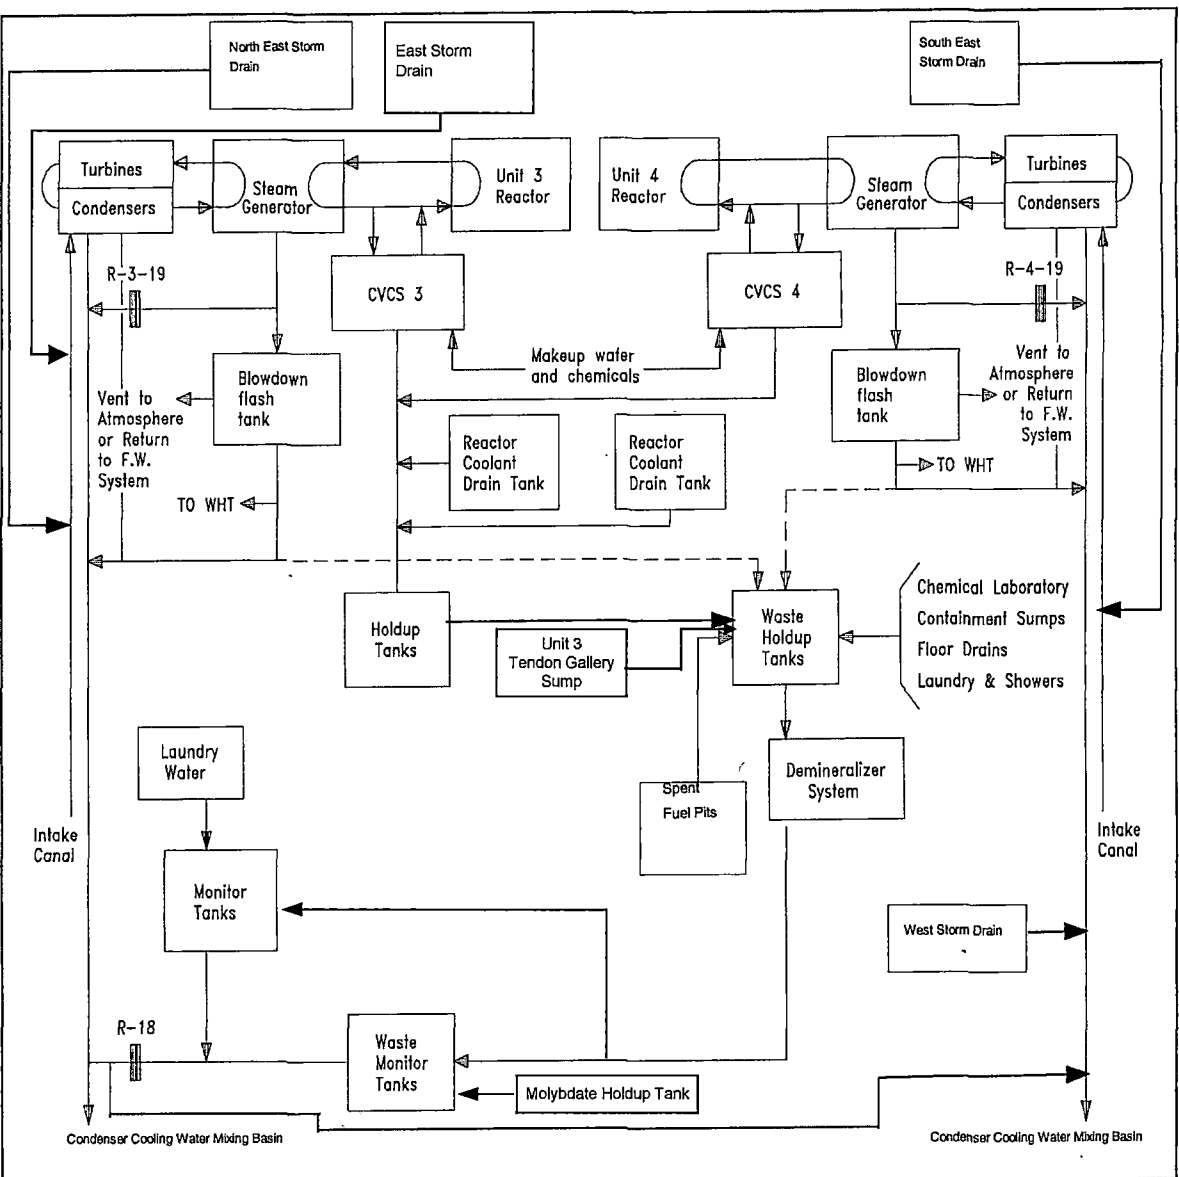 North East Storm
Drain
East Storm
Drain
South East
Storm Drain
Turbines
Condensers
Steam
Generator
Unit 3
Reactor
Unit 4
Reactor
Steam
Generator
Turbines
Condensers
R-3-19
CVCS 3
CVCS 4
R-4-19
Makeup water
and chemicals
Blowdown
flash
tank
Vent to
Atmosphere
or Return
to F.W.
System
TO WHT
Reactor
Coolant
Drain Tank
Reactor
Coolant
Drain Tank
Blowdown
flash
tank
Vent to
Atmosphere
or Return
to F.W.
System
TO WHT
Holdup
Tanks
Unit 3
Tendon Gallery
Sump
Waste
Holdup
Tanks
Chemical Laboratory
Containment Sumps
Floor Drains
Laundry & Showers
Laundry
Water
Spent
Fuel Pits
Demineralizer
System
Intake
Canal
Intake
Canal
Monitor
Tanks
West Storm Drain
R-18
Waste
Monitor
Tanks
Molybdate Holdup Tank
Condenser Cooling Water Mixing Basin
Condenser Cooling Water Mixing Basin